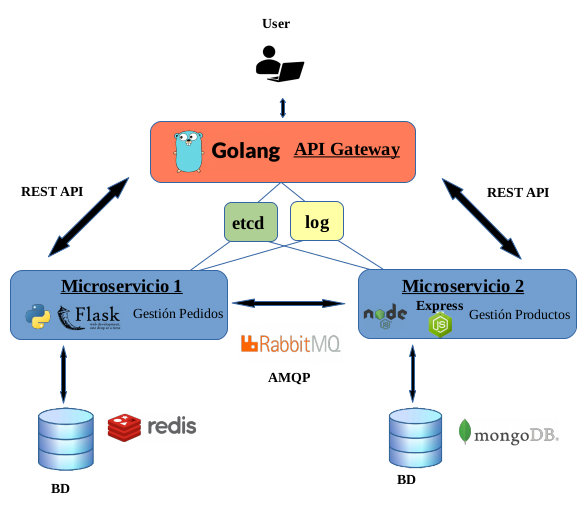 User
Golang API Gateway
REST API
REST API
etcd
log
Microservicio 1
Flask
web development,
one drop at a time
Gestión Pedidos
Microservicio 2
Express
node
JS
Gestión Productos
RabbitMQ
AMQP
redis
mongoDB.
BD
BD